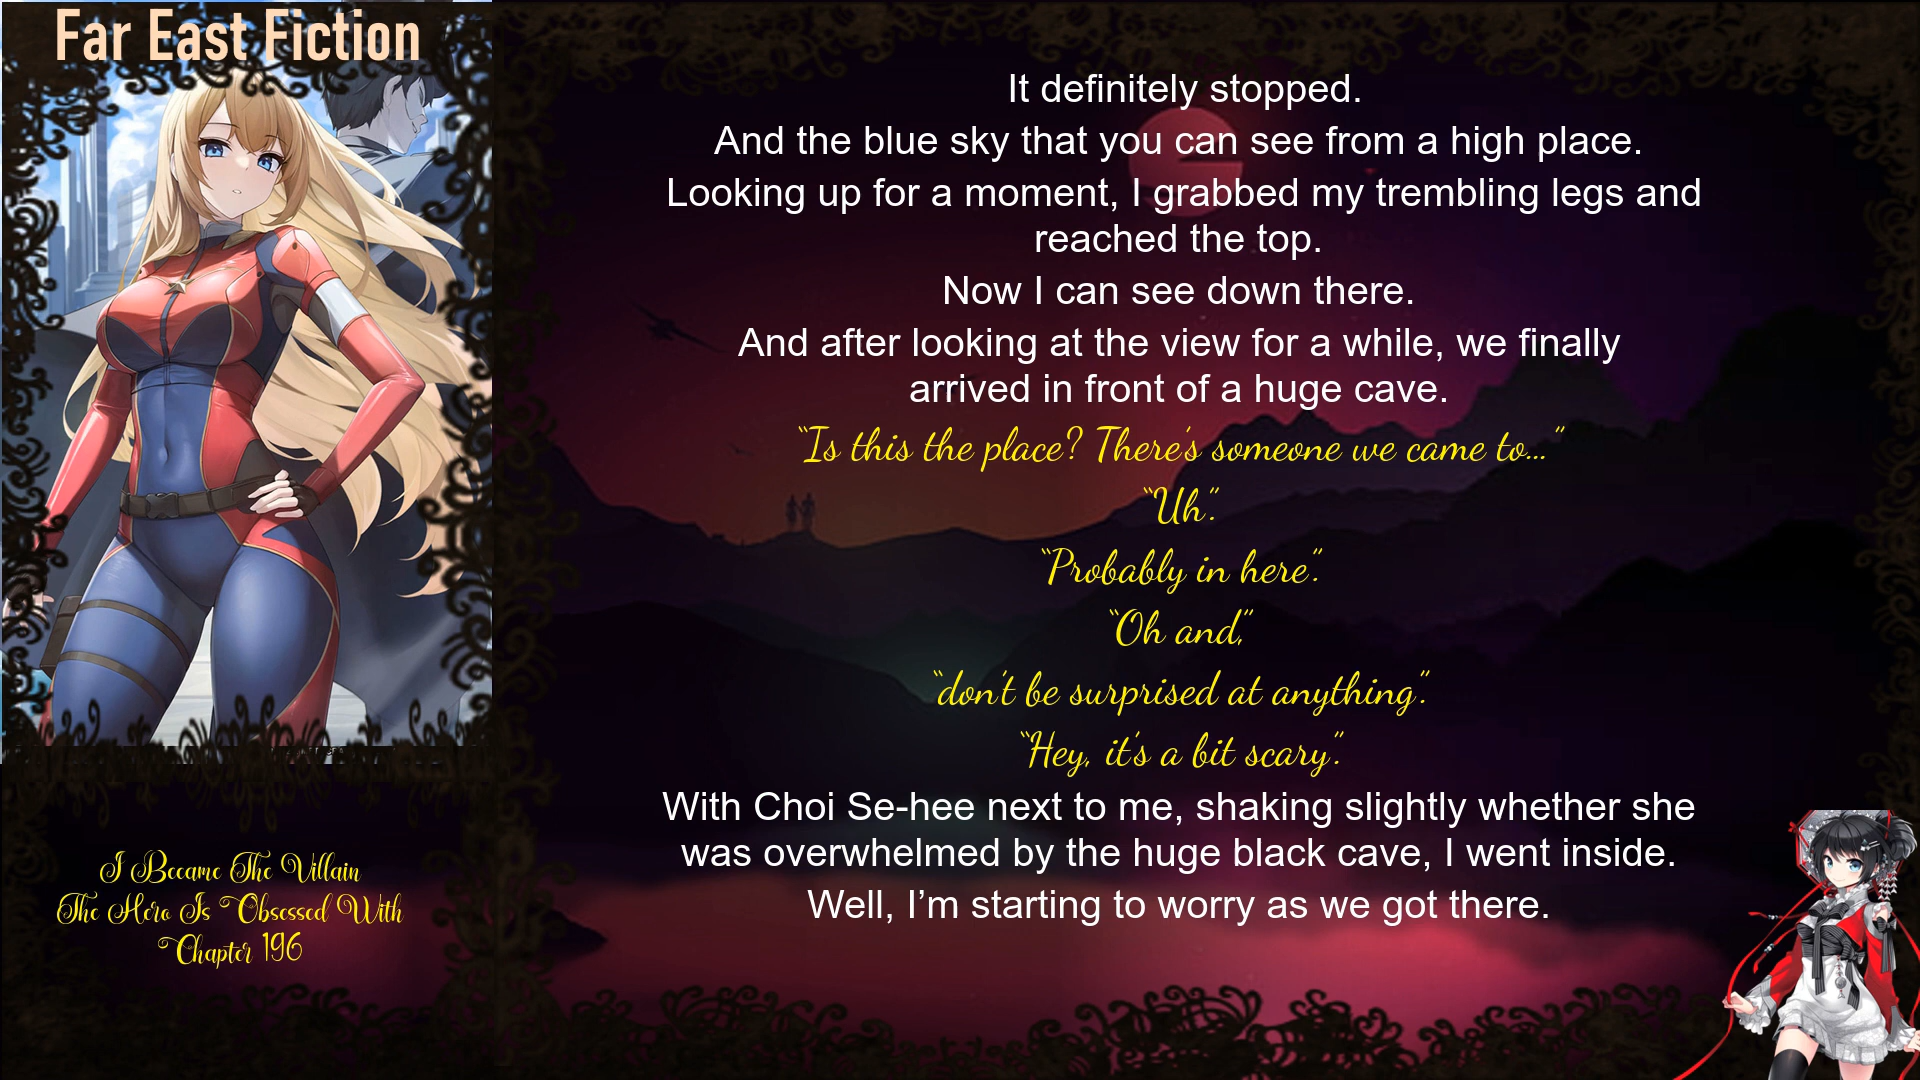 Far East Fiction
It definitely stopped.
And the blue sky that you can see from a high place.
Looking up for a moment, I grabbed my trembling legs and
reached the top.
Now I can see down there.
And after looking at the view for a while, we finally
arrived in front of a huge cave.
“Is this the place? There’s someone we came to…”
“Uh”.
“Probably in here”.
“Oh and,”
“don’t be surprised at anything”.
“Hey, it’s a bit scary”.
With Choi Se-hee next to me, shaking slightly whether she
was overwhelmed by the huge black cave, I went inside.
Well, I’m starting to worry as we got there.
I Became The Villain
The Hero Is Obsessed With
Chapter 196